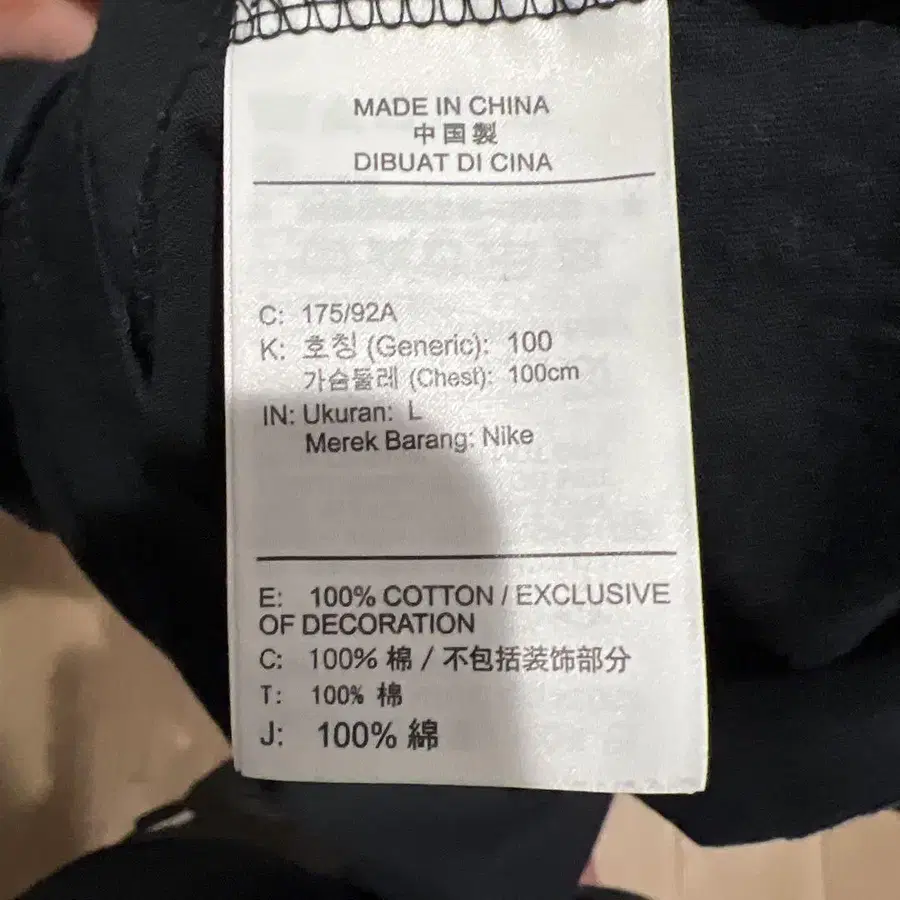 MADE IN CHINA
中国製
DIBUAT DI CINA
C: 175/92A
K: 호칭 (Generic): 100
가슴둘레 (Chest): 100cm
IN: Ukuran: L
Merek Barang: Nike
E: 100% COTTON / EXCLUSIVE
OF DECORATION
C: 100% 棉 / 不包括装饰部分
T: 100% 棉
J: 100% 綿